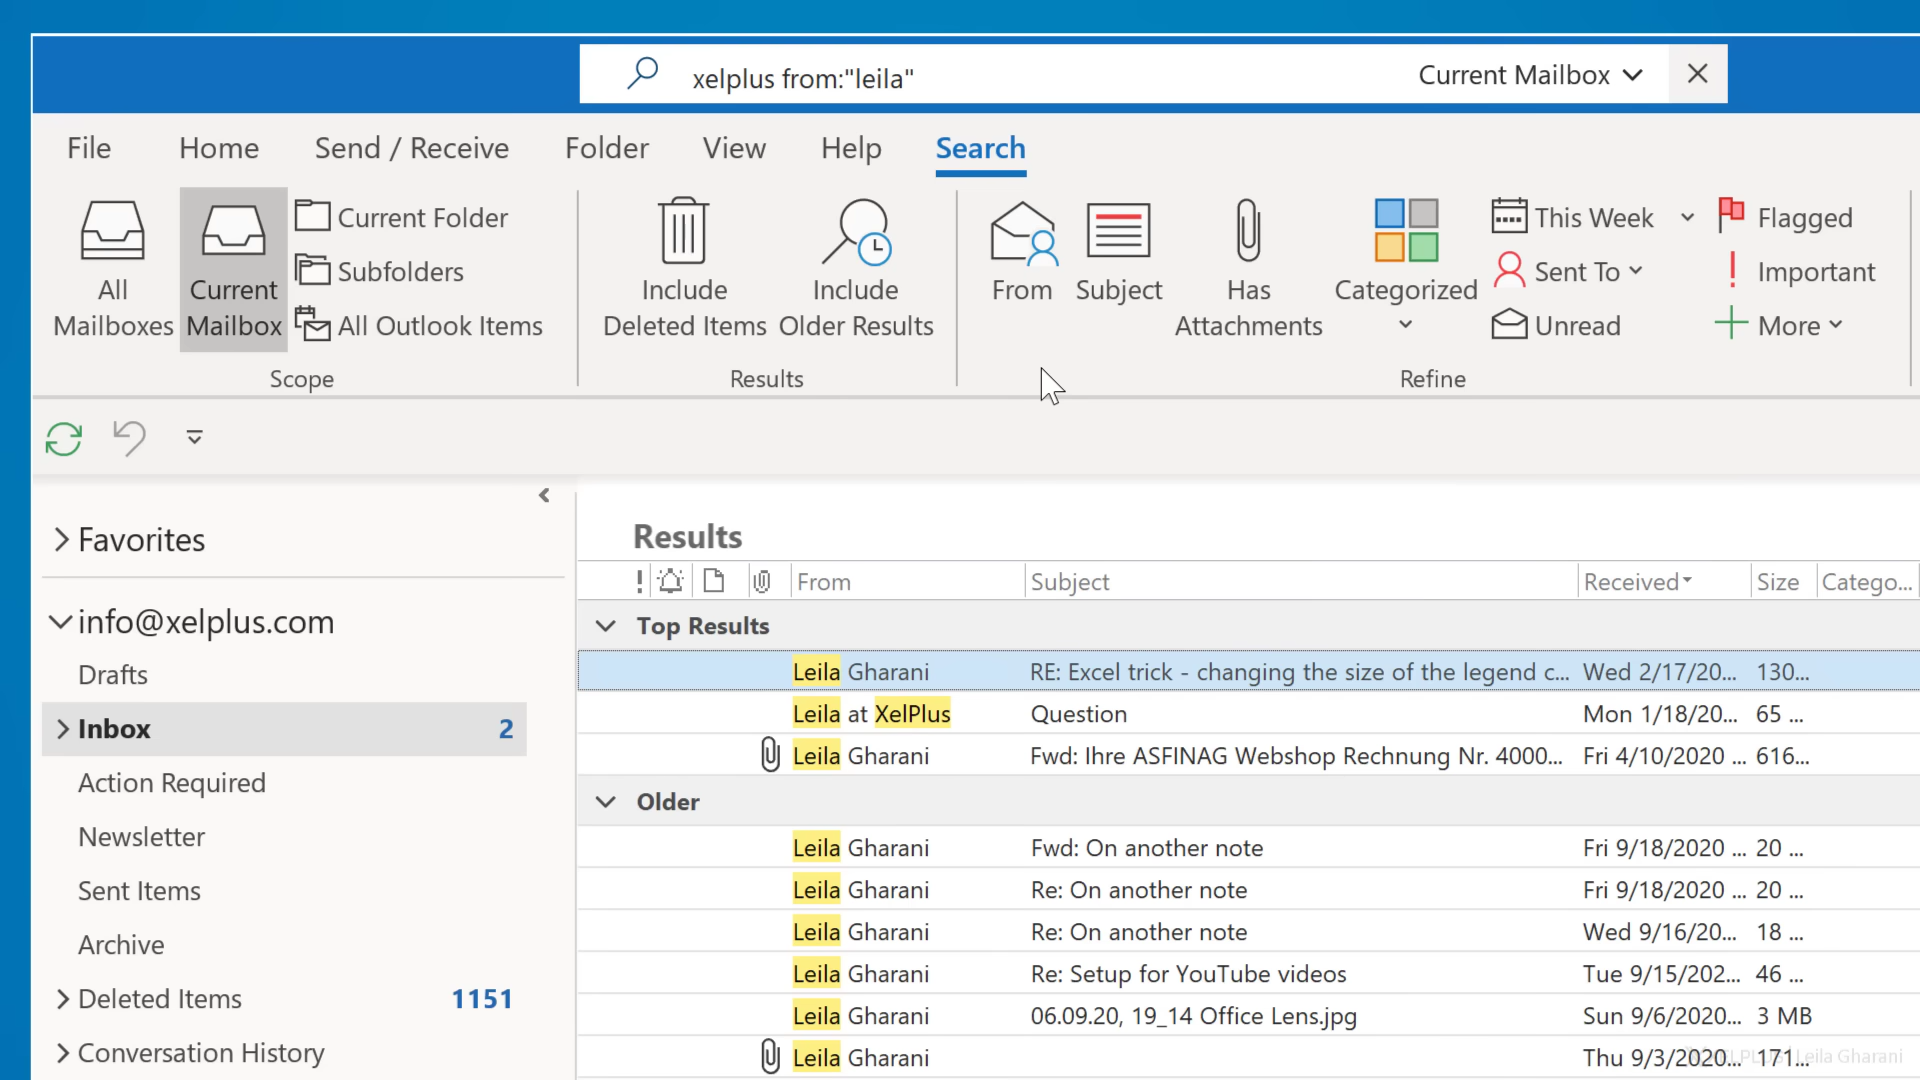 xelplus from:"leila"
Current Mailbox
File Home Send / Receive Folder View Help Search
All Mailboxes
Current Mailbox
Current Folder
Subfolders
All Outlook Items
Scope
Include Deleted Items
Include Older Results
Results
From
Subject
Has Attachments
Categorized
This Week
Sent To
Unread
Flagged
Important
More
Refine
Favorites
info@xelplus.com
Drafts
Inbox 2
Action Required
Newsletter
Sent Items
Archive
Deleted Items 1151
Conversation History
Results
! From Subject Received Size Catego...
Top Results
Leila Gharani RE: Excel trick - changing the size of the legend c... Wed 2/17/20... 130...
Leila at XelPlus Question Mon 1/18/20... 65 ...
Leila Gharani Fwd: Ihre ASFINAG Webshop Rechnung Nr. 4000... Fri 4/10/2020 ... 616...
Older
Leila Gharani Fwd: On another note Fri 9/18/2020 ... 20 ...
Leila Gharani Re: On another note Fri 9/18/2020 ... 20 ...
Leila Gharani Re: On another note Wed 9/16/20... 18 ...
Leila Gharani Re: Setup for YouTube videos Tue 9/15/202... 46 ...
Leila Gharani 06.09.20, 19_14 Office Lens.jpg Sun 9/6/2020... 3 MB
Leila Gharani Thu 9/3/2020... 171...
Leila Gharani